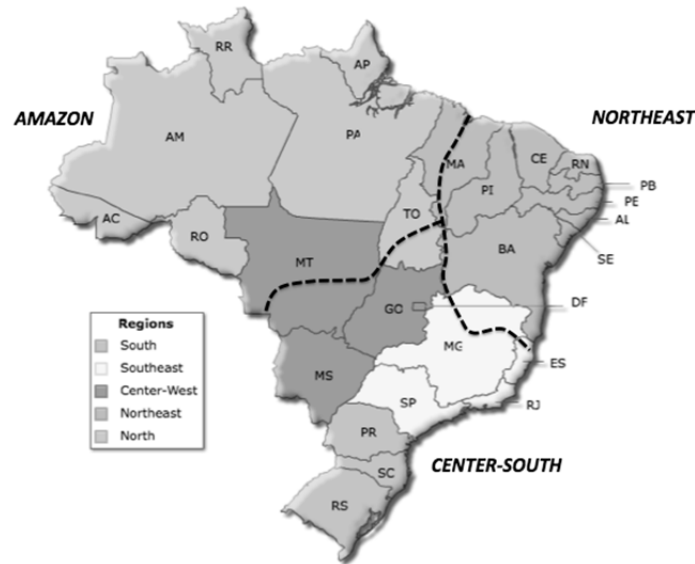 RR
AP
AMAZON
NORTHEAST
AM
PA
MA
CE
RN
PB
PI
PE
TO
AL
AC
RO
BA
SE
MT
GO
DF
Regions
South
Southeast
Center-West
Northeast
North
MG
ES
MS
SP
RJ
PR
CENTER-SOUTH
SC
RS